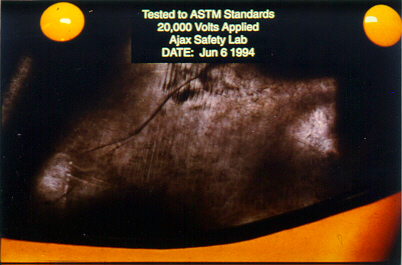 Tested to ASTM Standards
20,000 Volts Applied
Ajax Safety Lab
DATE: Jun 6 1994